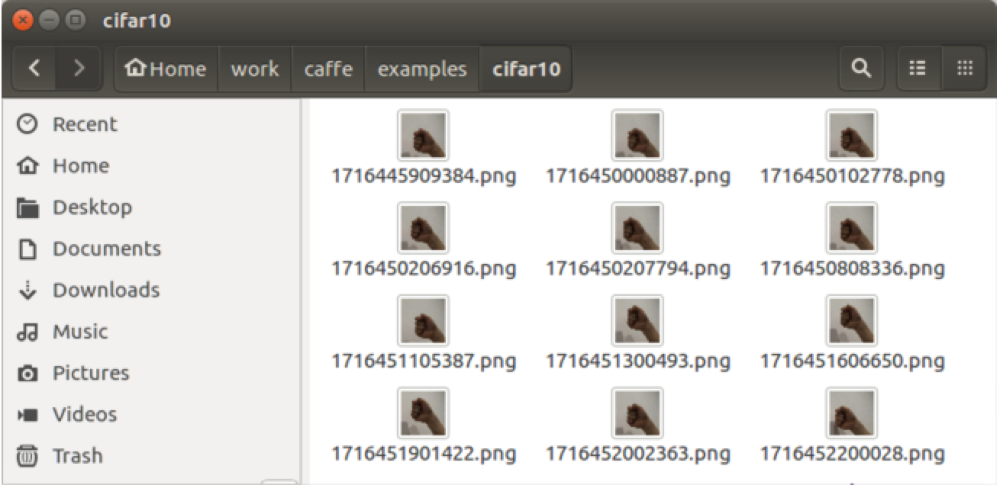 cifar10
Home work caffe examples cifar10
Recent
Home
Desktop
Documents
Downloads
Music
Pictures
Videos
Trash
1716445909384.png 1716450000887.png 1716450102778.png
1716450206916.png 1716450207794.png 1716450808336.png
1716451105387.png 1716451300493.png 1716451606650.png
1716451901422.png 1716452002363.png 1716452200028.png